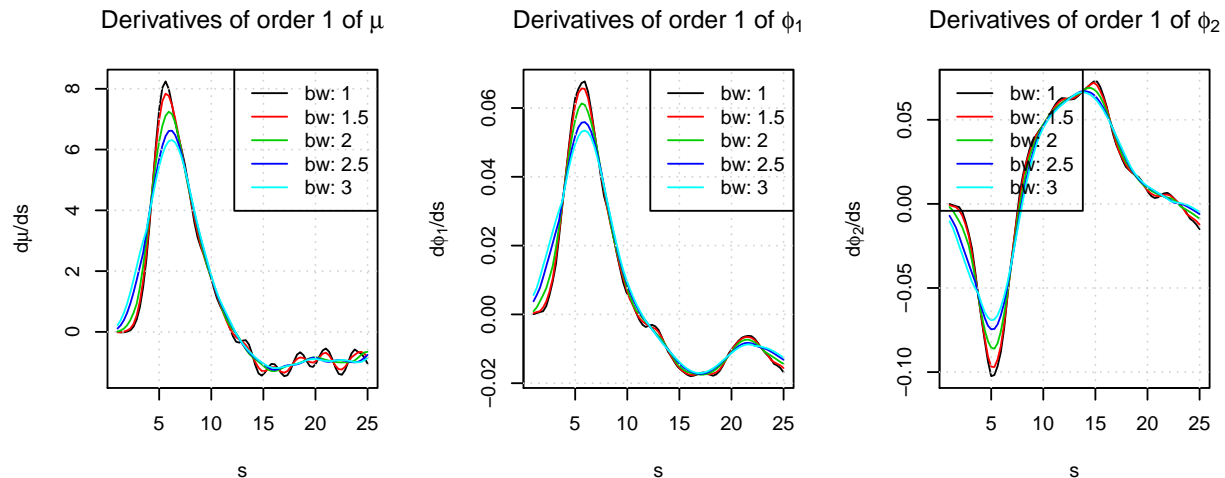 Derivatives of order 1 of μ
dμ/ds
8
6
4
2
0
bw: 1
bw: 1.5
bw: 2
bw: 2.5
bw: 3
5 10 15 20 25
s
Derivatives of order 1 of ϕ₁
dϕ₁/ds
0.06
0.04
0.02
0.00
−0.02
bw: 1
bw: 1.5
bw: 2
bw: 2.5
bw: 3
5 10 15 20 25
s
Derivatives of order 1 of ϕ₂
dϕ₂/ds
0.05
0.00
−0.05
−0.10
bw: 1
bw: 1.5
bw: 2
bw: 2.5
bw: 3
5 10 15 20 25
s